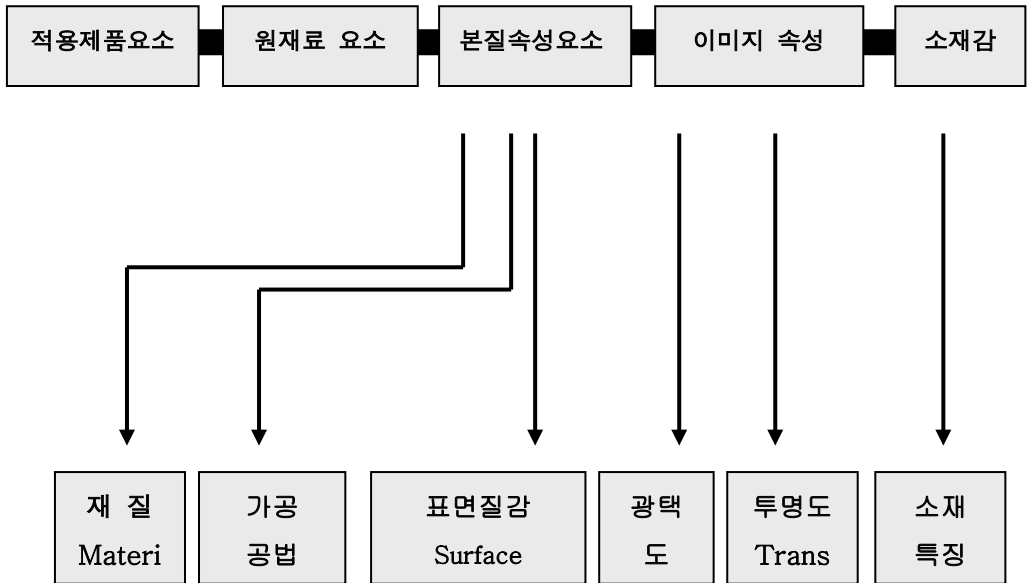 적용제품요소
원재료 요소
본질속성요소
이미지 속성
소재감
재 질
Materi
가공
공법
표면질감
Surface
광택
도
투명도
Trans
소재
특징